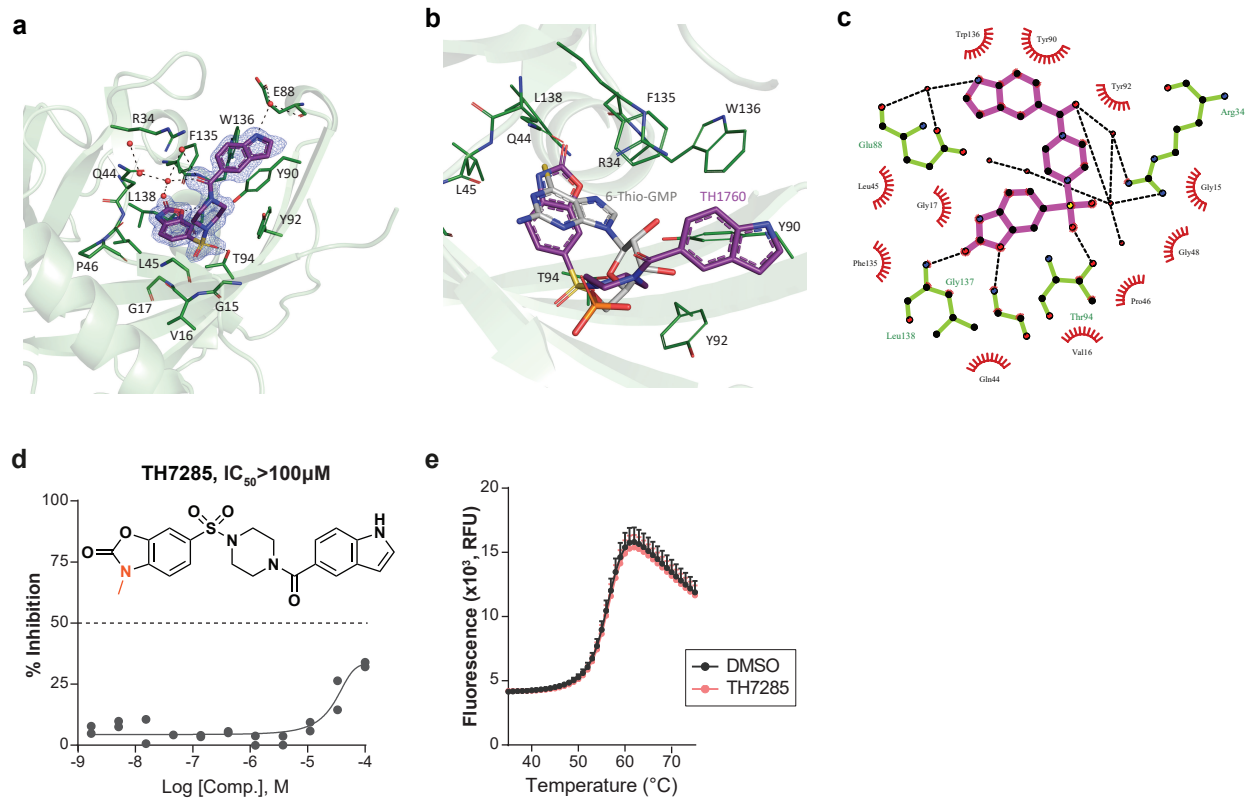 a
E88
R34
F135
W136
Q44
Y90
L138
Y92
L45
T94
P46
G17
G15
V16
b
L138
F135
W136
Q44
R34
L45
6-Thio-GMP
TH1760
Y90
T94
Y92
c
Trp136
Tyr90
Tyr92
Arg34
Glu88
Leu45
Gly17
Gly15
Gly48
Phe135
Gly137
Pro46
Thr94
Leu138
Val16
Gln44
d
TH7285, IC50>100µM
% Inhibition
100
75
50
25
0
-9
-8
-7
-6
-5
-4
Log [Comp.], M
O
O
O
S
O
N
N
N
O
H
N
e
Fluorescence (x10³, RFU)
20
15
10
5
0
40
50
60
70
Temperature (°C)
DMSO
TH7285